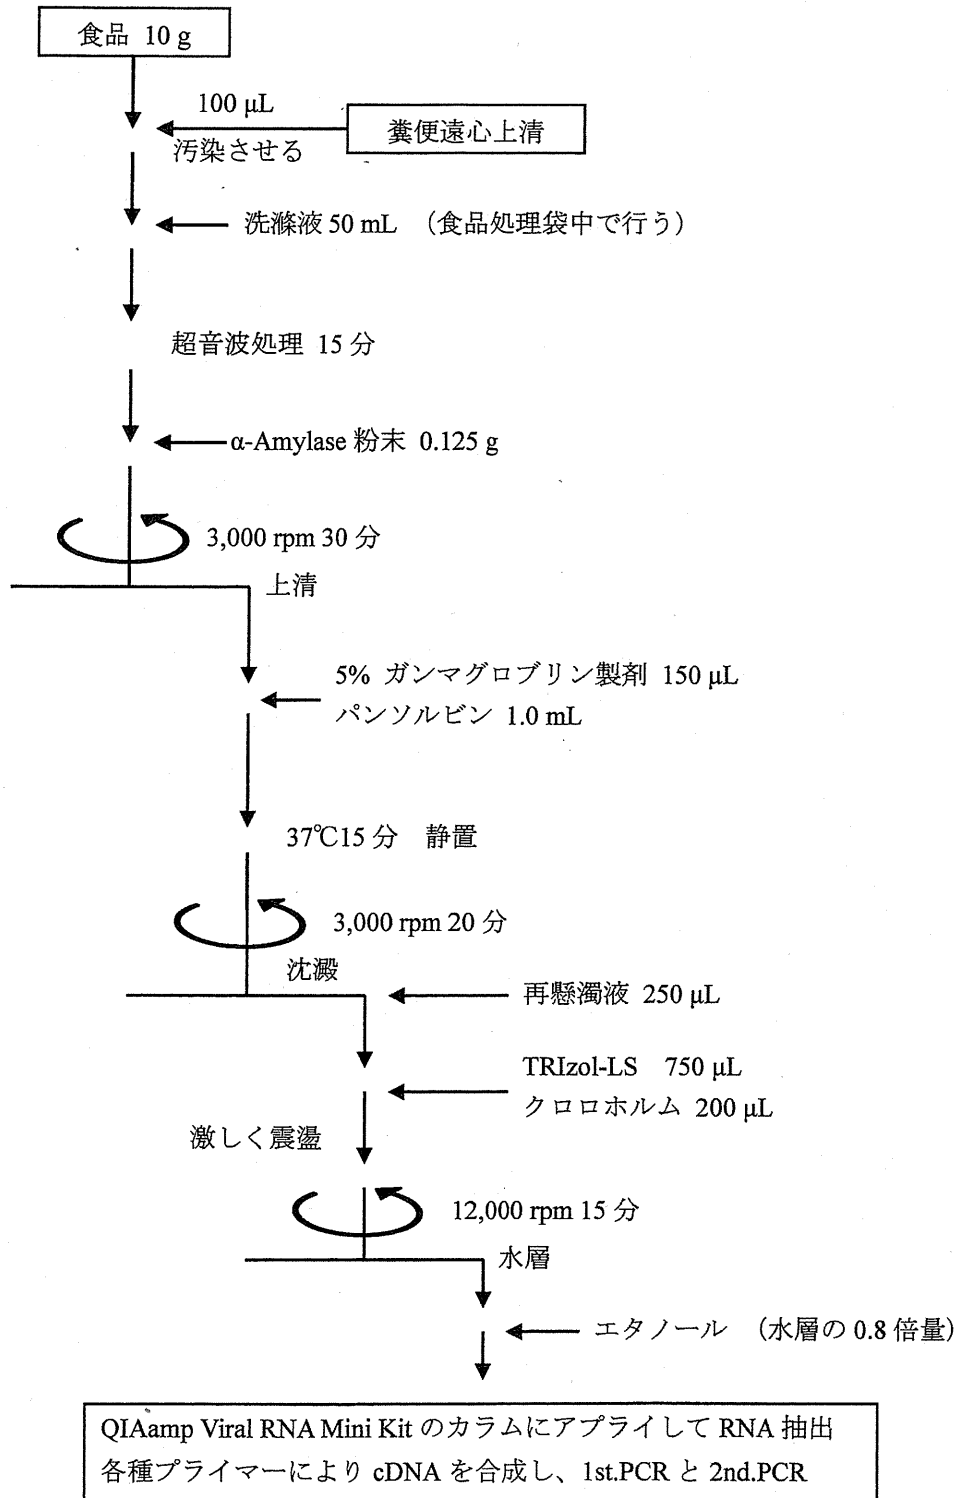 食品 10 g
100 μL
糞便遠心上清
汚染させる
洗滌液 50 mL （食品処理袋中で行う）
超音波処理 15 分
α-Amylase 粉末 0.125 g
3,000 rpm 30 分
上清
5% ガンマグロブリン製剤 150 μL
パンソルビン 1.0 mL
37℃15 分 静置
3,000 rpm 20 分
沈澱
再懸濁液 250 μL
TRIzol-LS 750 μL
クロロホルム 200 μL
激しく震盪
12,000 rpm 15 分
水層
エタノール （水層の 0.8 倍量）
QIAamp Viral RNA Mini Kit のカラムにアプライして RNA 抽出
各種プライマーにより cDNA を合成し、1st.PCR と 2nd.PCR